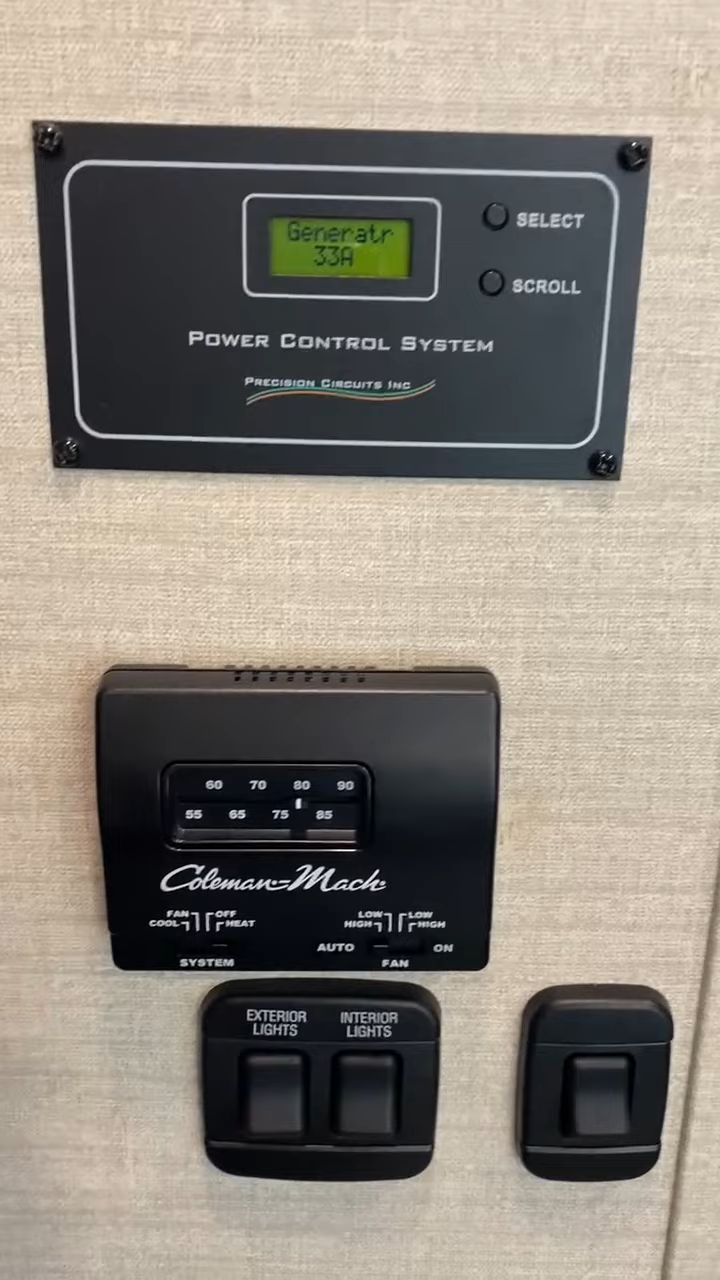 Generatr
33A
SELECT
SCROLL
POWER CONTROL SYSTEM
PRECISION CIRCUITS INC
60 70 80 90
55 65 75 85
Coleman-Mach
FAN OFF
COOL HEAT
SYSTEM
LOW LOW
HIGH HIGH
AUTO ON
FAN
EXTERIOR LIGHTS
INTERIOR LIGHTS